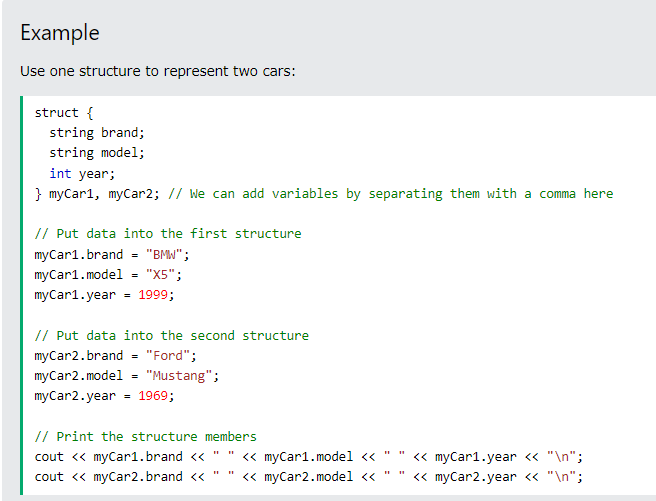 Example
Use one structure to represent two cars:
struct {
  string brand;
  string model;
  int year;
} myCar1, myCar2; // We can add variables by separating them with a comma here

// Put data into the first structure
myCar1.brand = "BMW";
myCar1.model = "X5";
myCar1.year = 1999;

// Put data into the second structure
myCar2.brand = "Ford";
myCar2.model = "Mustang";
myCar2.year = 1969;

// Print the structure members
cout << myCar1.brand << " " << myCar1.model << " " << myCar1.year << "\n";
cout << myCar2.brand << " " << myCar2.model << " " << myCar2.year << "\n";